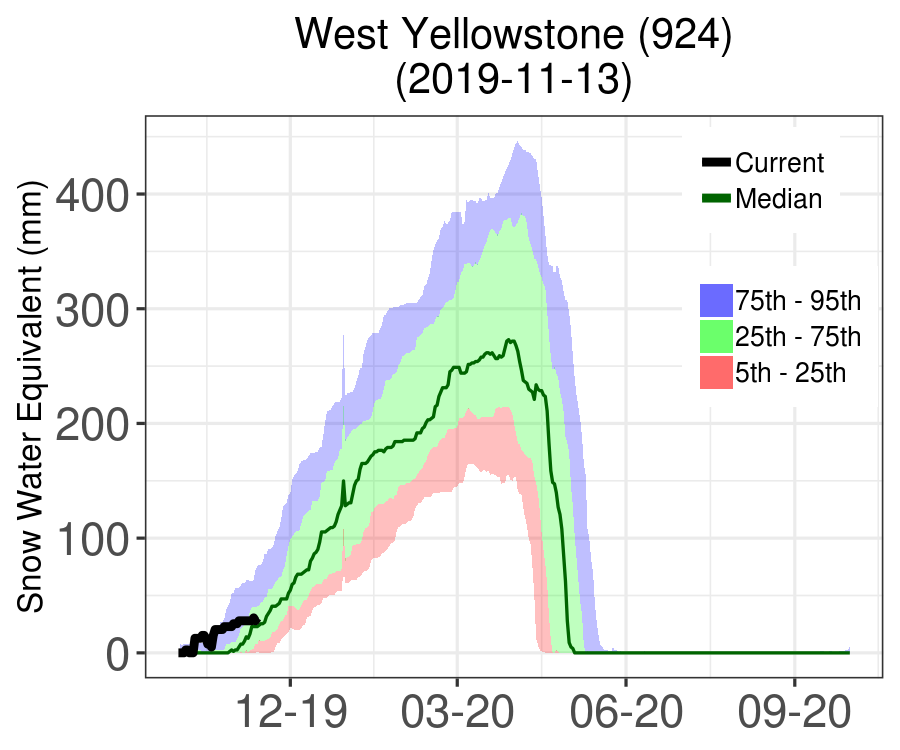 West Yellowstone (924)
(2019-11-13)
Snow Water Equivalent (mm)
400
300
200
100
0
12-19 03-20 06-20 09-20
Current
Median
75th - 95th
25th - 75th
5th - 25th